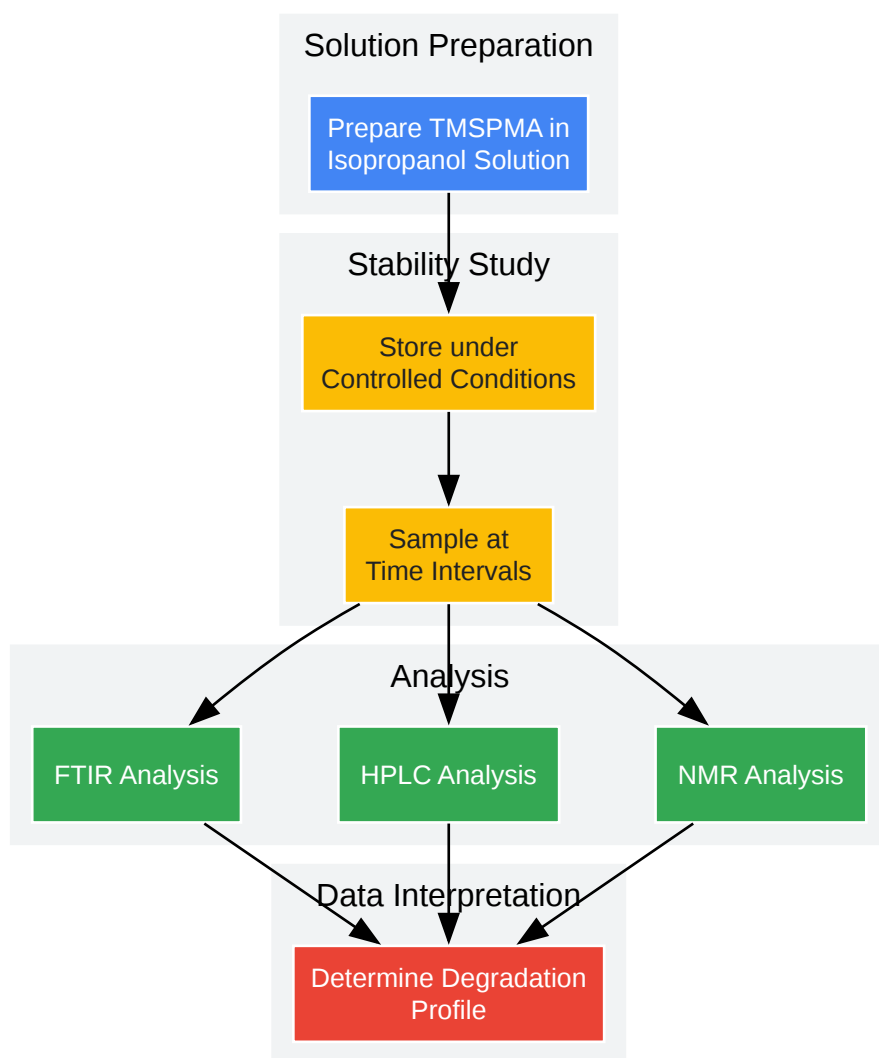 Solution Preparation
Prepare TMSPMA in
Isopropanol Solution
Stability Study
Store under
Controlled Conditions
Sample at
Time Intervals
Analysis
FTIR Analysis
HPLC Analysis
NMR Analysis
Data Interpretation
Determine Degradation
Profile